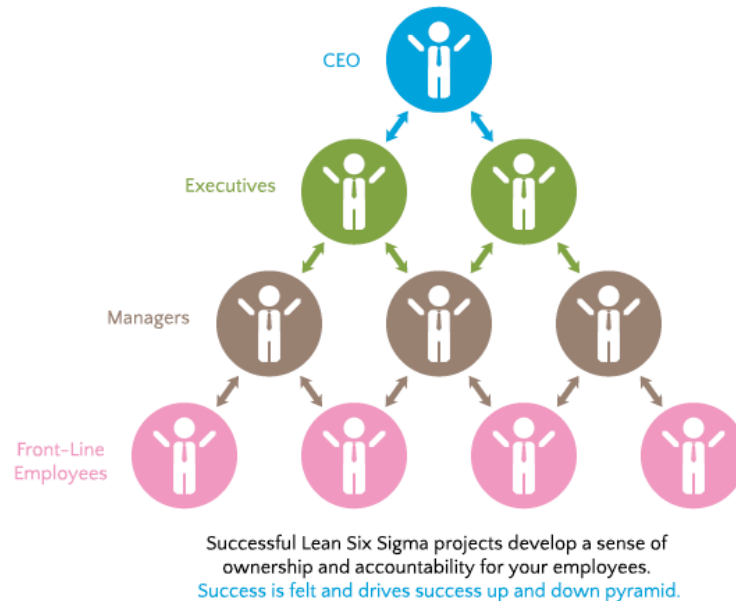 CEO
Executives
Managers
Front-Line
Employees
Successful Lean Six Sigma projects develop a sense of
ownership and accountability for your employees.
Success is felt and drives success up and down pyramid.